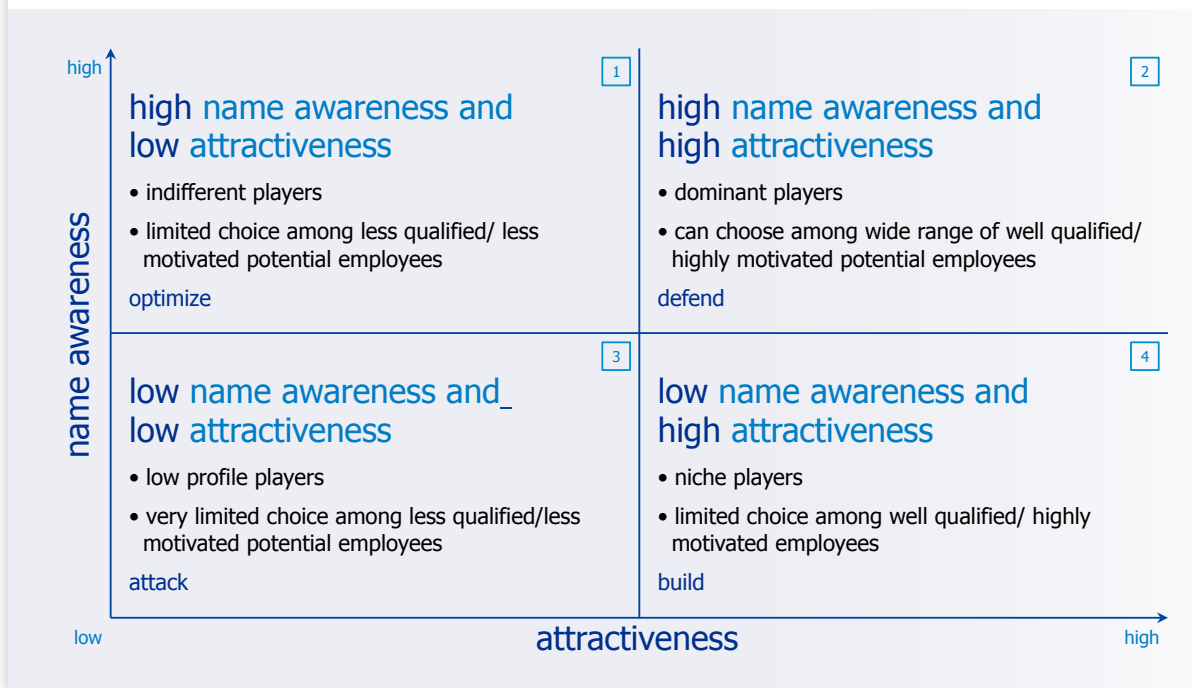 high
1
high name awareness and
low attractiveness
• indifferent players
• limited choice among less qualified/ less
motivated potential employees
optimize
2
high name awareness and
high attractiveness
• dominant players
• can choose among wide range of well qualified/
highly motivated potential employees
defend
name awareness
3
low name awareness and_
low attractiveness
• low profile players
• very limited choice among less qualified/less
motivated potential employees
attack
4
low name awareness and
high attractiveness
• niche players
• limited choice among well qualified/ highly
motivated employees
build
low
attractiveness
high